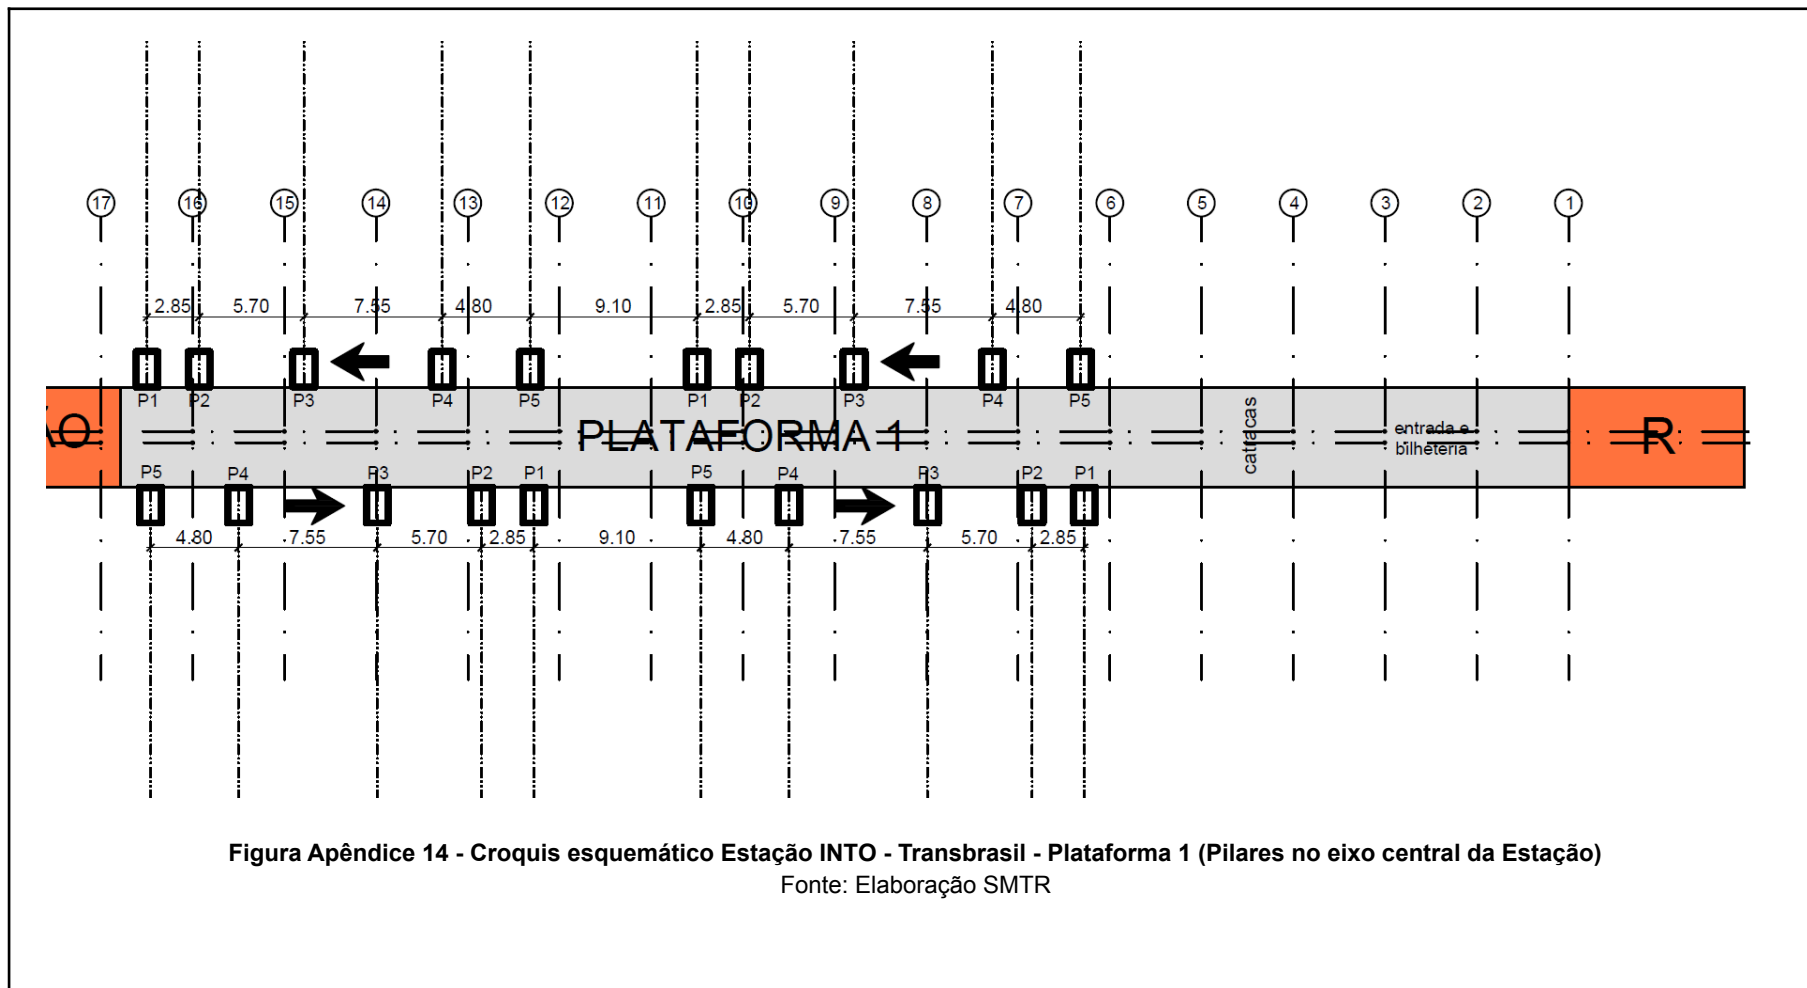 17 16 15 14 13 12 11 10 9 8 7 6 5 4 3 2 1
2.85 5.70 7.55 4.80 9.10 2.85 5.70 7.55 4.80
P1 P2 P3 P4 P5 P1 P2 P3 P4 P5
ÃO PLATAFORMA 1 catracas entrada e R
bilheteria
P5 P4 P3 P2 P1 P5 P4 P3 P2 P1
4.80 7.55 5.70 2.85 9.10 4.80 7.55 5.70 2.85
Figura Apêndice 14 - Croquis esquemático Estação INTO - Transbrasil - Plataforma 1 (Pilares no eixo central da Estação)
Fonte: Elaboração SMTR